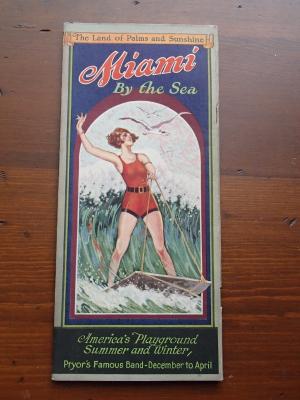 The Land of Palms and Sunshine
Miami
By the Sea
America's Playground
Summer and Winter,
Pryor's Famous Band-December to April